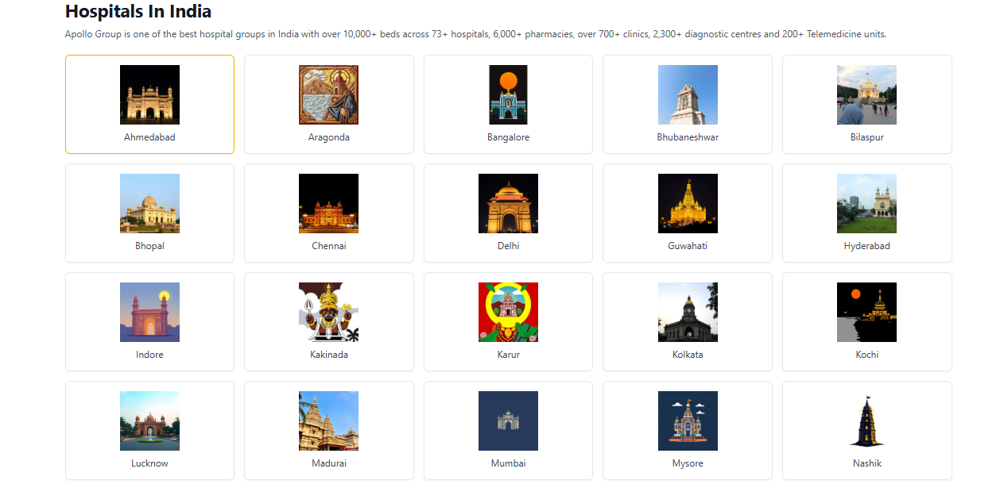 Hospitals In India
Apollo Group is one of the best hospital groups in India with over 10,000+ beds across 73+ hospitals, 6,000+ pharmacies, over 700+ clinics, 2,300+ diagnostic centres and 200+ Telemedicine units.
Ahmedabad
Aragonda
Bangalore
Bhubaneshwar
Bilaspur
Bhopal
Chennai
Delhi
Guwahati
Hyderabad
Indore
Kakinada
Karur
Kolkata
Kochi
Lucknow
Madurai
Mumbai
Mysore
Nashik